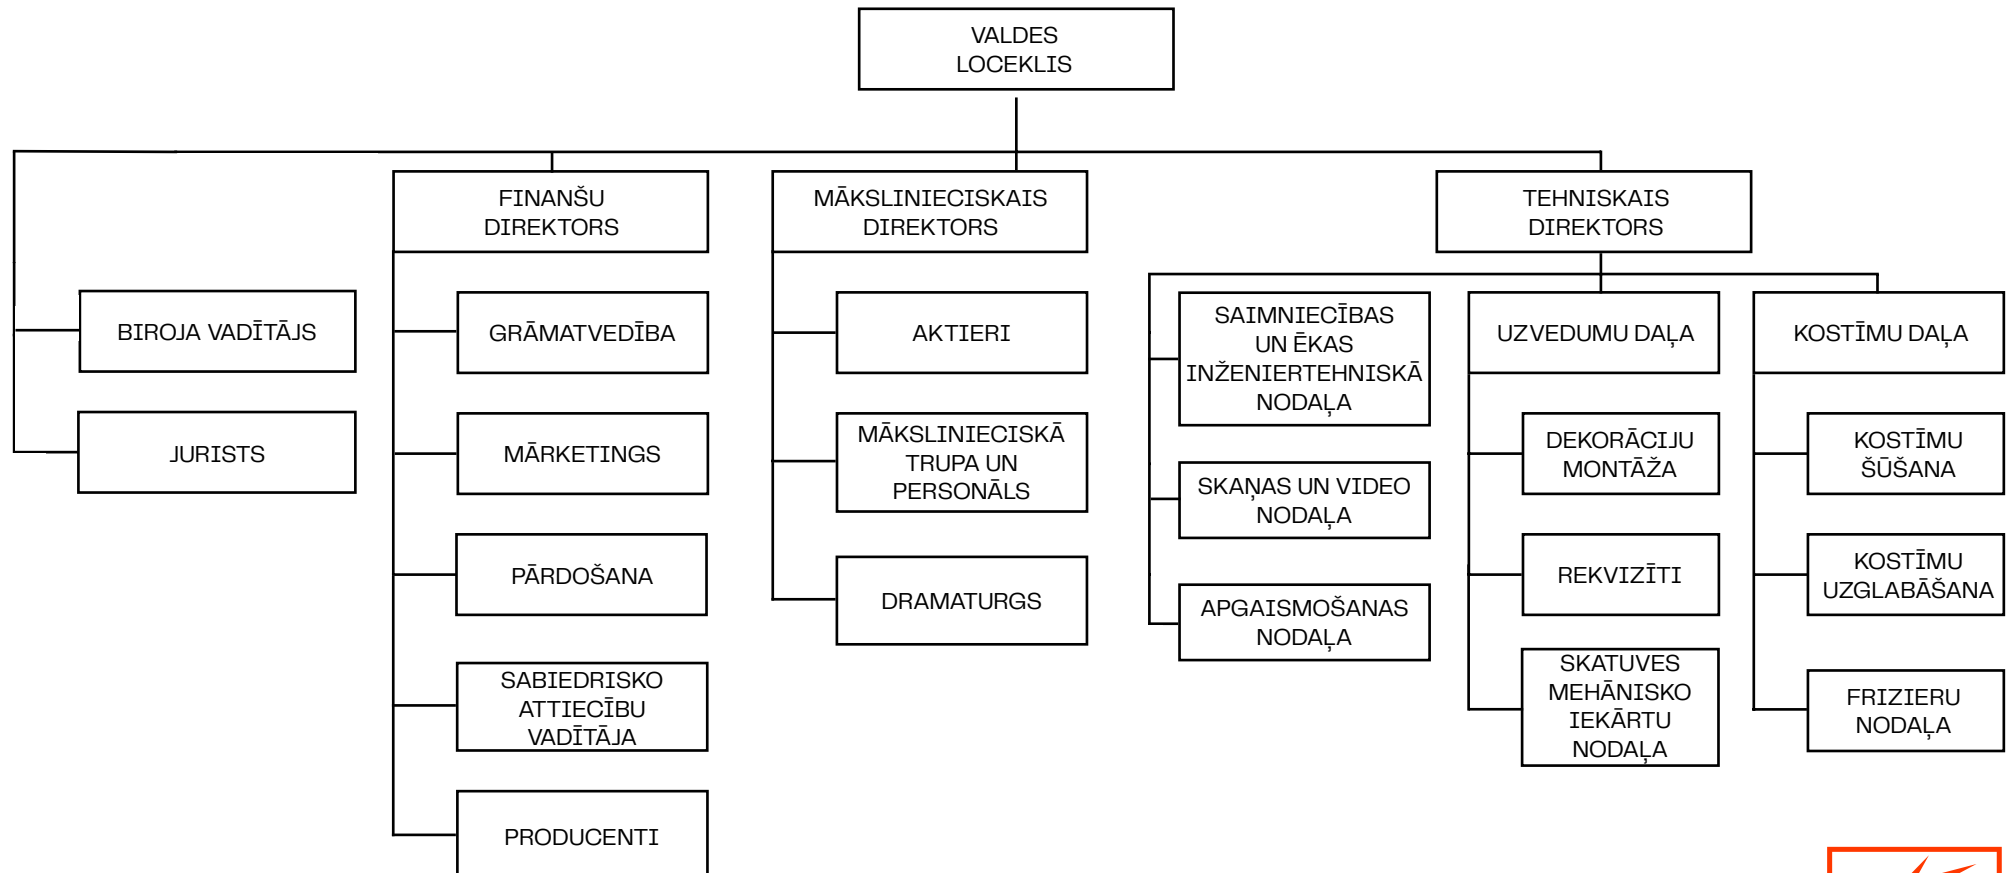 VALDES
LOCEKLIS
FINANŠU
DIREKTORS
MĀKSLINIECISKAIS
DIREKTORS
TEHNISKAIS
DIREKTORS
BIROJA VADĪTĀJS
JURISTS
GRĀMATVEDĪBA
MĀRKETINGS
PĀRDOŠANA
SABIEDRISKO
ATTIECĪBU
VADĪTĀJA
PRODUCENTI
AKTIERI
MĀKSLINIECISKĀ
TRUPA UN
PERSONĀLS
DRAMATURGS
SAIMNIECĪBAS
UN ĒKAS
INŽENIERTEHNISKĀ
NODAĻA
SKAŅAS UN VIDEO
NODAĻA
APGAISMOŠANAS
NODAĻA
UZVEDUMU DAĻA
DEKORĀCIJU
MONTĀŽA
REKVIZĪTI
SKATUVES
MEHĀNISKO
IEKĀRTU
NODAĻA
KOSTĪMU DAĻA
KOSTĪMU
ŠŪŠANA
KOSTĪMU
UZGLABĀŠANA
FRIZIERU
NODAĻA